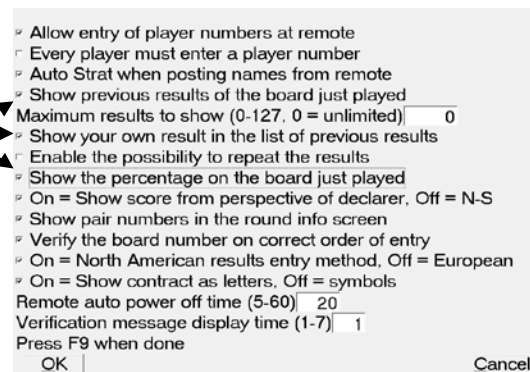 Allow entry of player numbers at remote
Every player must enter a player number
Auto Strat when posting names from remote
Show previous results of the board just played
Maximum results to show (0-127, 0 = unlimited) 0
Show your own result in the list of previous results
Enable the possibility to repeat the results
Show the percentage on the board just played
On = Show score from perspective of declarer, Off = N-S
Show pair numbers in the round info screen
Verify the board number on correct order of entry
On = North American results entry method, Off = European
On = Show contract as letters, Off = symbols
Remote auto power off time (5-60) 20
Verification message display time (1-7) 1
Press F9 when done
OK Cancel